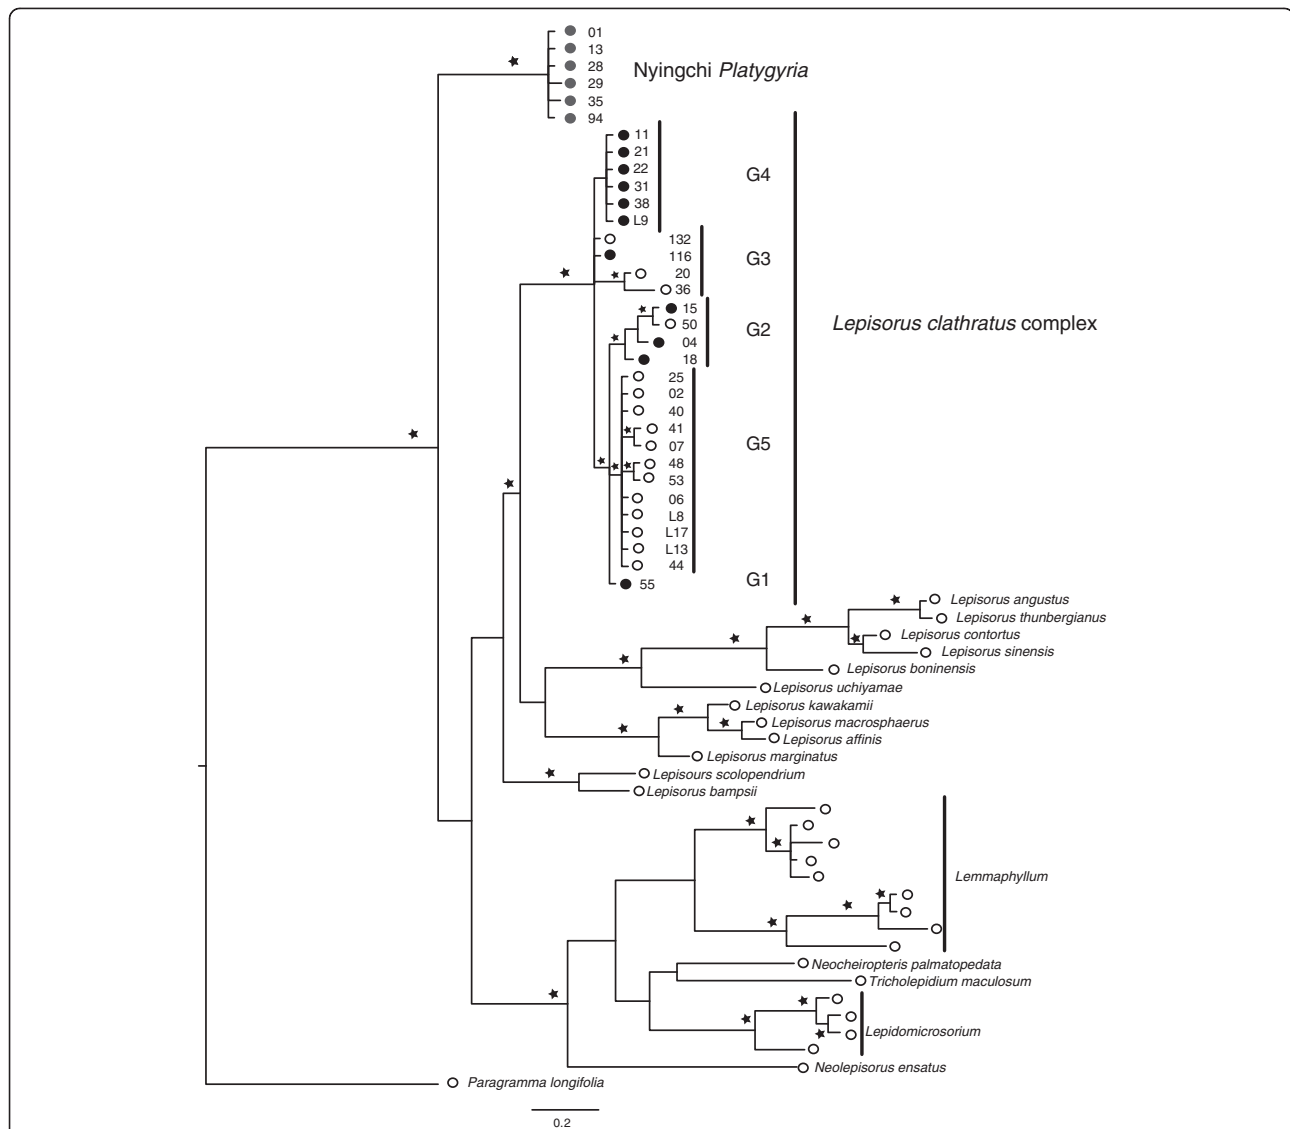 01
13
28
29
35
94
Nyingchi Platygyria
11
21
22
31
38
L9
G4
132
116
20
36
G3
15
50
04
18
G2
Lepisorus clathratus complex
25
02
40
41
07
48
53
06
L8
L17
L13
44
G5
55
G1
Lepisorus angustus
Lepisorus thunbergianus
Lepisorus contortus
Lepisorus sinensis
Lepisorus boninensis
Lepisorus uchiyamae
Lepisorus kawakamii
Lepisorus macrosphaerus
Lepisorus affinis
Lepisorus marginatus
Lepisours scolopendrium
Lepisorus bampsii
Lemmaphyllum
Neocheiropteris palmatopedata
Tricholepidium maculosum
Lepidomicrosorium
Neolepisorus ensatus
Paragramma longifolia
0.2